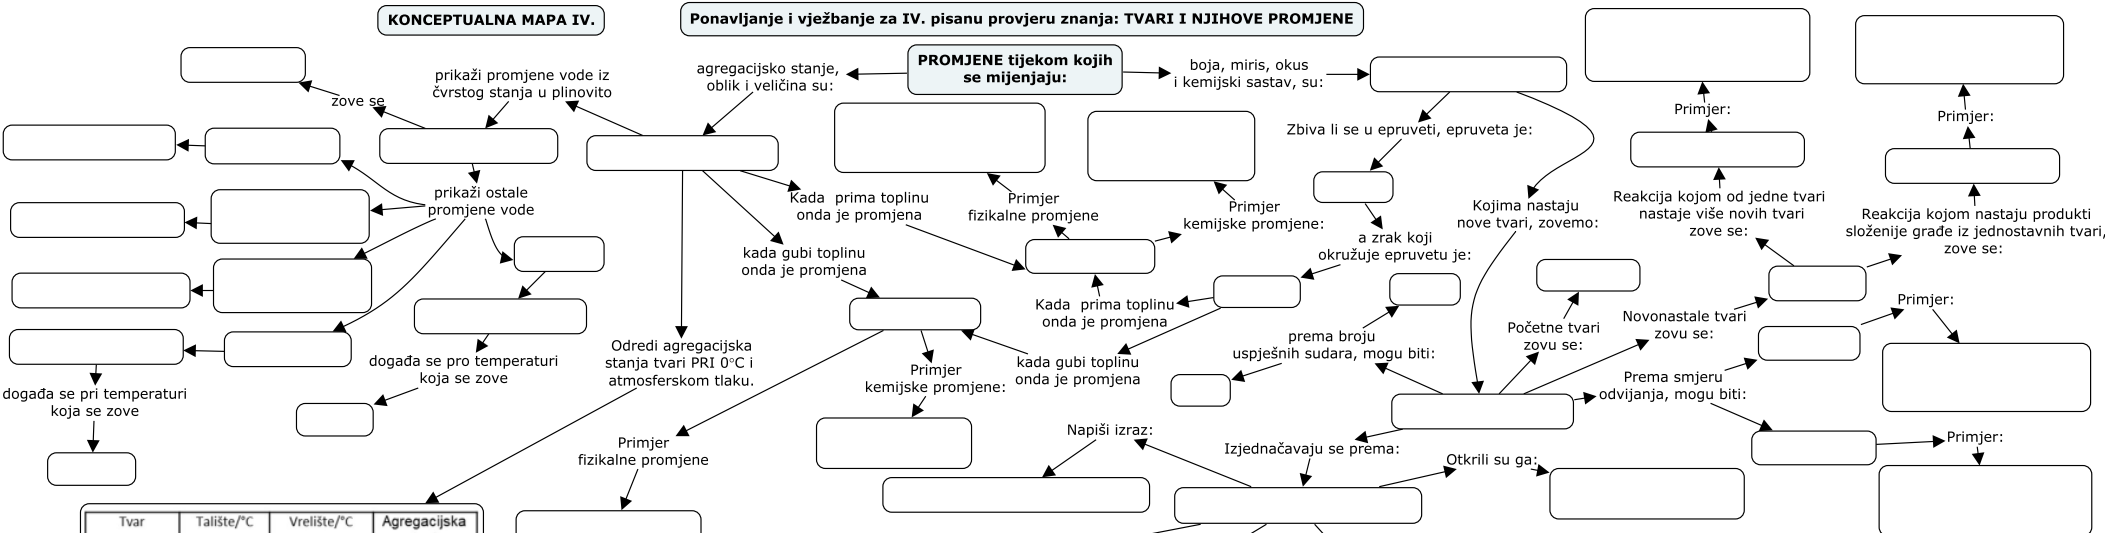 KONCEPTUALNA MAPA IV.
Ponavljanje i vježbanje za IV. pisanu provjeru znanja: TVARI I NJIHOVE PROMJENE
PROMJENE tijekom kojih
se mijenjaju:
agregacijsko stanje,
oblik i veličina su:
boja, miris, okus
i kemijski sastav, su:
prikaži promjene vode iz
čvrstog stanja u plinovito
zove se
prikaži ostale
promjene vode
Kada prima toplinu
onda je promjena
Primjer
fizikalne promjene
Primjer
kemijske promjene:
kada gubi toplinu
onda je promjena
Zbiva li se u epruveti, epruveta je:
a zrak koji
okružuje epruvetu je:
Kada prima toplinu
onda je promjena
kada gubi toplinu
onda je promjena
Kojima nastaju
nove tvari, zovemo:
Primjer:
Primjer:
Reakcija kojom od jedne tvari
nastaje više novih tvari
zove se:
Reakcija kojom nastaju produkti
složenije građe iz jednostavnih tvari,
zove se:
Početne tvari
zovu se:
Novonastale tvari
zovu se:
Primjer:
prema broju
uspješnih sudara, mogu biti:
Prema smjeru
odvijanja, mogu biti:
Primjer:
Odredi agregacijska
stanja tvari PRI 0°C i
atmosferskom tlaku.
Primjer
kemijske promjene:
događa se pro temperaturi
koja se zove
događa se pri temperaturi
koja se zove
Primjer
fizikalne promjene
Napiši izraz:
Izjednačavaju se prema:
Otkrili su ga:
Tvar
Talište/°C
Vrelište/°C
Agregacijska